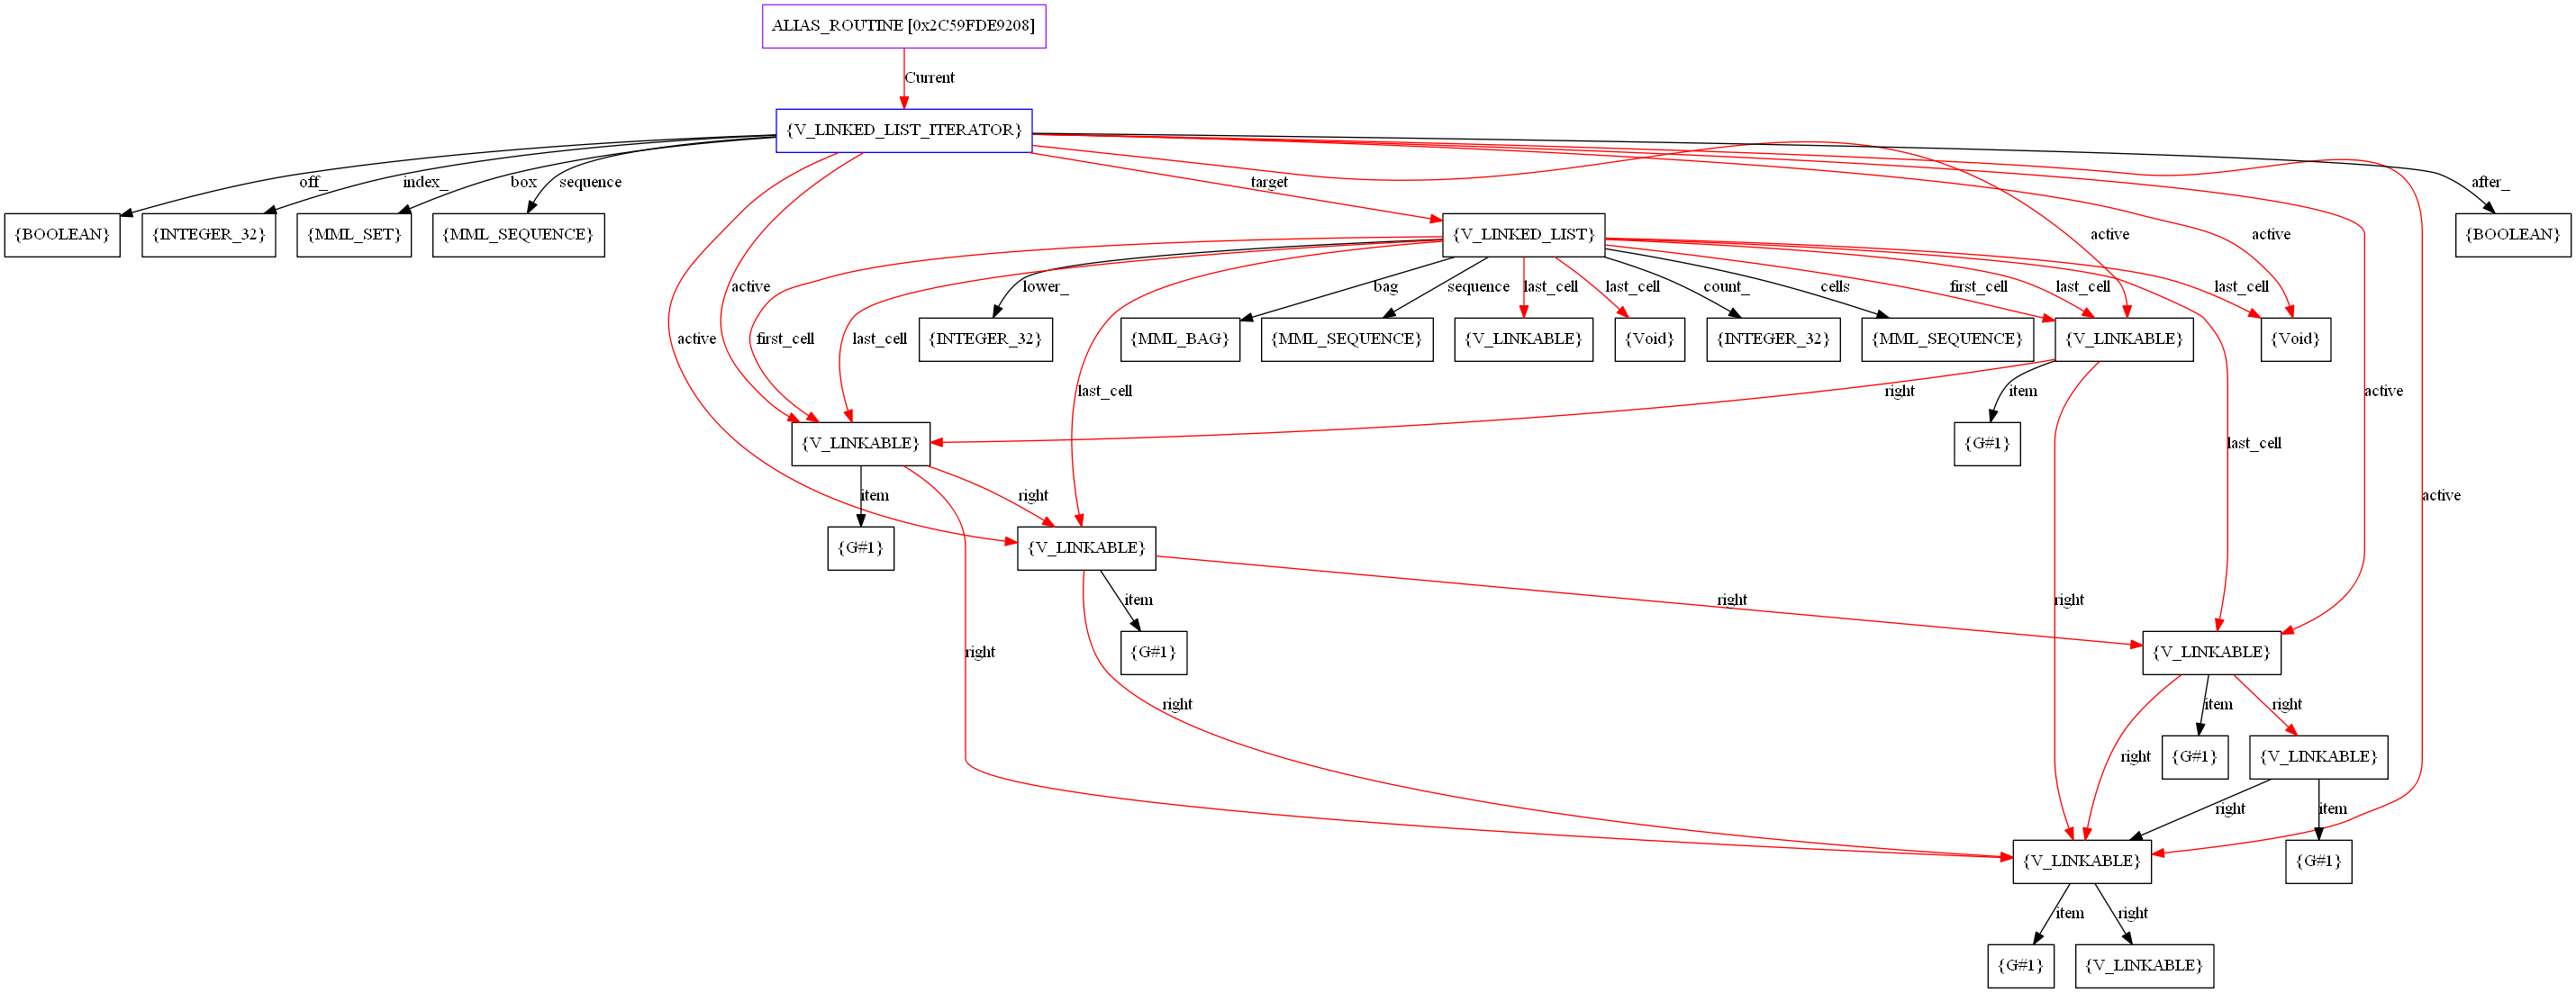 ALIAS_ROUTINE [0x2C59FDE9208]
Current
{V_LINKED_LIST_ITERATOR}
off_ index_ box sequence target active active after_
{BOOLEAN} {INTEGER_32} {MML_SET} {MML_SEQUENCE} {V_LINKED_LIST} {BOOLEAN}
active lower_ bag sequence last_cell last_cell count_ cells first_cell last_cell last_cell
active first_cell last_cell {INTEGER_32} {MML_BAG} {MML_SEQUENCE} {V_LINKABLE} {Void} {INTEGER_32} {MML_SEQUENCE} {V_LINKABLE} {Void}
last_cell right item active
{V_LINKABLE} {G#1} last_cell
item right active
{G#1} {V_LINKABLE}
item right right
right {G#1} {V_LINKABLE}
right item right
right {G#1} {V_LINKABLE}
right item
{V_LINKABLE} {G#1}
item right
{G#1} {V_LINKABLE}